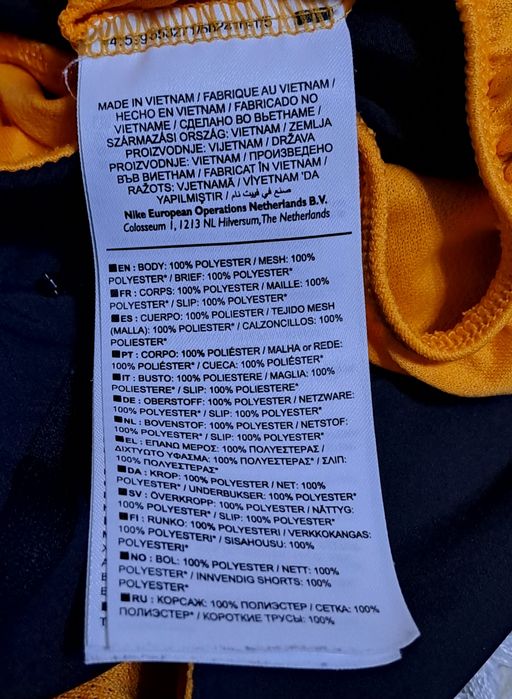 MADE IN VIETNAM / FABRIQUE AU VIETNAM /
HECHO EN VIETNAM / FABRICADO NO
VIETNAME / СДЕЛАНО ВО ВЬЕТНАМЕ /
SZÁRMAZÁSI ORSZÁG: VIETNAM / ZEMLJA
PROIZVODNJE: VIJETNAM / DRŽAVA
PROIZVODNJE: VIETNAM / ПРОИЗВЕДЕНО
ВЪВ ВИЕТНАМ / FABRICAT ÎN VIETNAM /
RAŽOTS: VJETNAMĀ / VİYETNAM 'DA
YAPILMIŞTIR / صنع في فييت نام
Nike European Operations Netherlands B.V.
Colosseum 1, 1213 NL Hilversum, The Netherlands
EN : BODY: 100% POLYESTER / MESH: 100%
POLYESTER* / BRIEF: 100% POLYESTER*
FR : CORPS: 100% POLYESTER / MAILLE: 100%
POLYESTER* / SLIP: 100% POLYESTER*
ES : CUERPO: 100% POLIESTER / TEJIDO MESH
(MALLA): 100% POLIESTER* / CALZONCILLOS: 100%
POLIESTER*
PT : CORPO: 100% POLIÉSTER / MALHA or REDE:
100% POLIÉSTER* / CUECA: 100% POLIÉSTER*
IT : BUSTO: 100% POLIESTERE / MAGLIA: 100%
POLIESTERE* / SLIP: 100% POLIESTERE*
DE : OBERSTOFF: 100% POLYESTER / NETZWARE:
100% POLYESTER* / SLIP: 100% POLYESTER*
NL : BOVENSTOF: 100% POLYESTER / NETSTOF:
100% POLYESTER* / SLIP: 100% POLYESTER*
EL : ΕΠΑΝΩ ΜΕΡΟΣ: 100% ΠΟΛΥΕΣΤΕΡΑΣ /
ΔΙΧΤΥΩΤΟ ΥΦΑΣΜΑ: 100% ΠΟΛΥΕΣΤΕΡΑΣ* / ΣΛΙΠ:
100% ΠΟΛΥΕΣΤΕΡΑΣ*
DA : KROP: 100% POLYESTER / NET: 100%
POLYESTER* / UNDERBUKSER: 100% POLYESTER*
SV : ÖVERKROPP: 100% POLYESTER / NÄTTYG:
100% POLYESTER* / SLIP: 100% POLYESTER*
FI : RUNKO: 100% POLYESTERI / VERKKOKANGAS:
100% POLYESTERI* / SISAHOUSU: 100%
POLYESTERI*
NO : BOL: 100% POLYESTER / NETT: 100%
POLYESTER* / INNVENDIG SHORTS: 100%
POLYESTER*
RU : КОРСАЖ: 100% ПОЛИЭСТЕР / СЕТКА: 100%
ПОЛИЭСТЕР* / КОРОТКИЕ ТРУСЫ: 100%